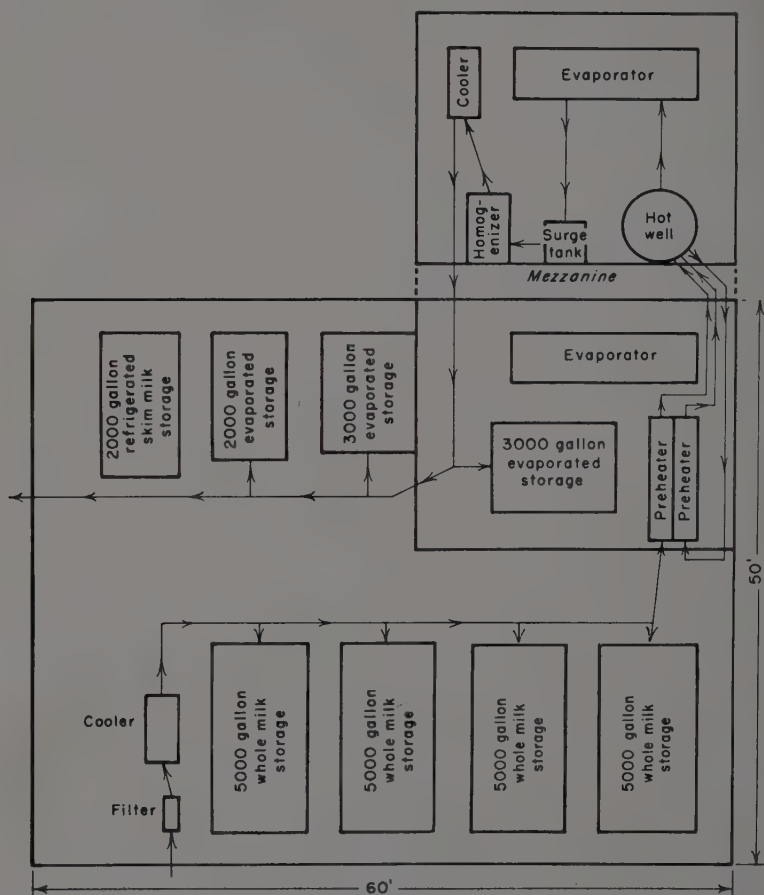 Cooler
Evaporator
Homog-
enizer
Surge
tank
Hot
well
Mezzanine
2000 gallon
refrigerated
skim milk
storage
2000 gallon
evaporated
storage
3000 gallon
evaporated
storage
Evaporator
3000 gallon
evaporated
storage
Preheater
Preheater
50'
Cooler
Filter
5000 gallon
whole milk
storage
5000 gallon
whole milk
storage
5000 gallon
whole milk
storage
5000 gallon
whole milk
storage
60'